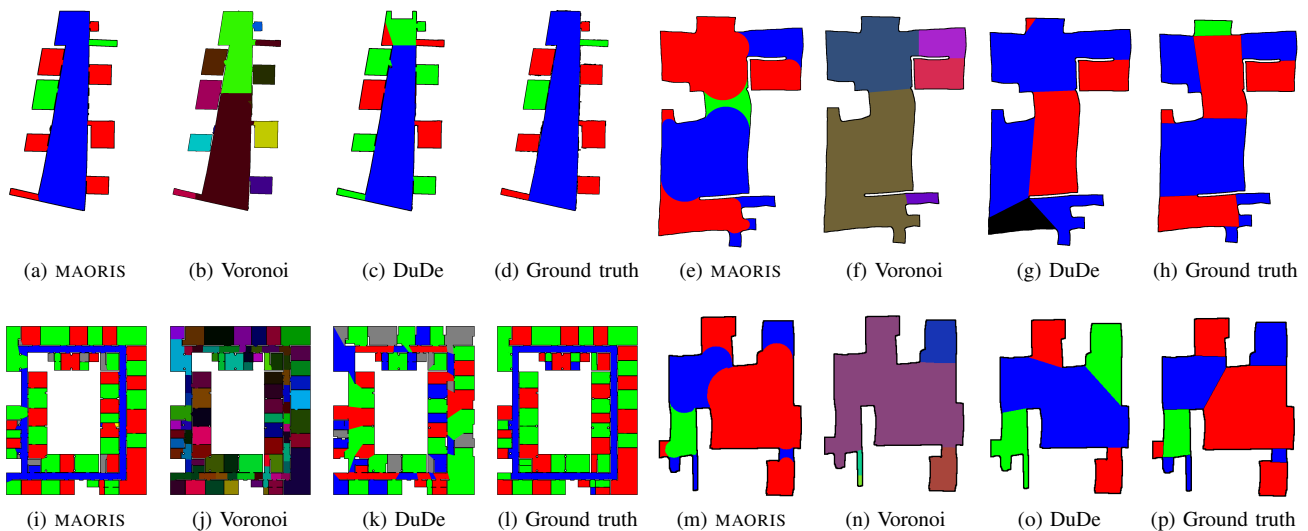 (a) MAORIS (b) Voronoi (c) DuDe (d) Ground truth (e) MAORIS (f) Voronoi (g) DuDe (h) Ground truth
(i) MAORIS (j) Voronoi (k) DuDe (l) Ground truth (m) MAORIS (n) Voronoi (o) DuDe (p) Ground truth